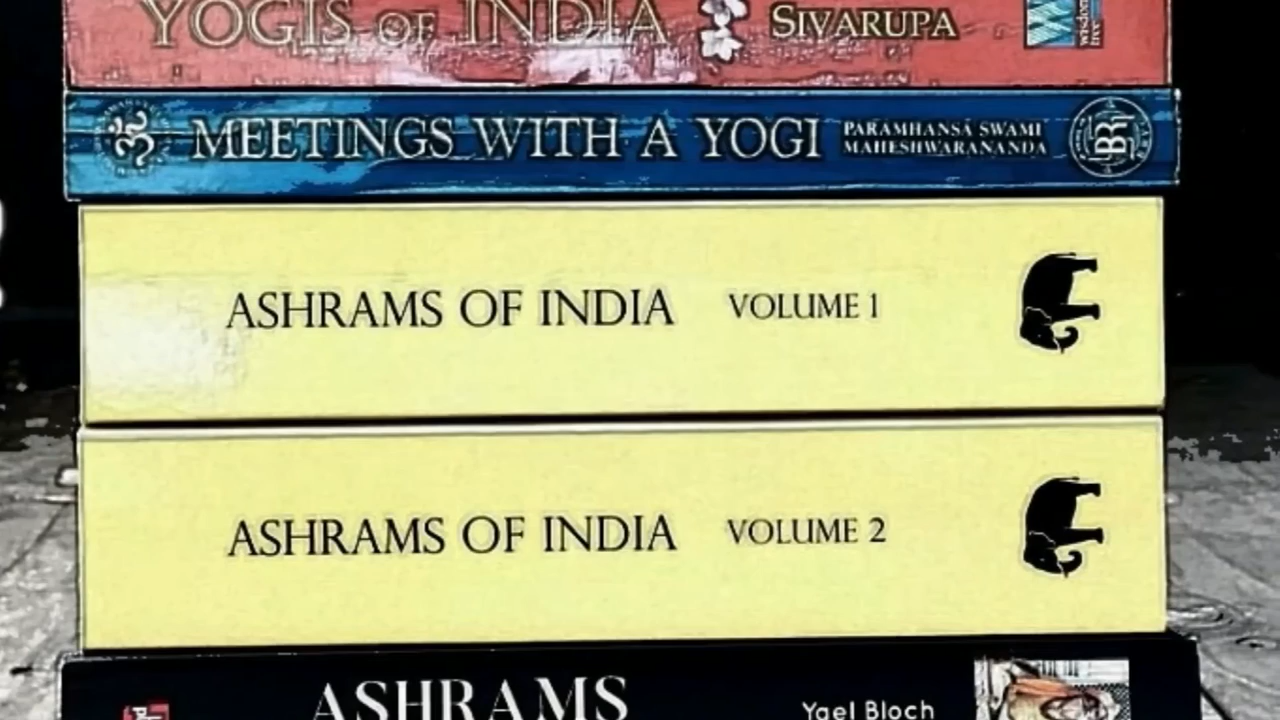 YOGIS OF INDIA SIVARUPA
MEETINGS WITH A YOGI PARAMHANSA SWAMI
MAHESHWARANANDA
ASHRAMS OF INDIA VOLUME 1
ASHRAMS OF INDIA VOLUME 2
ASHRAMS Yael Bloch